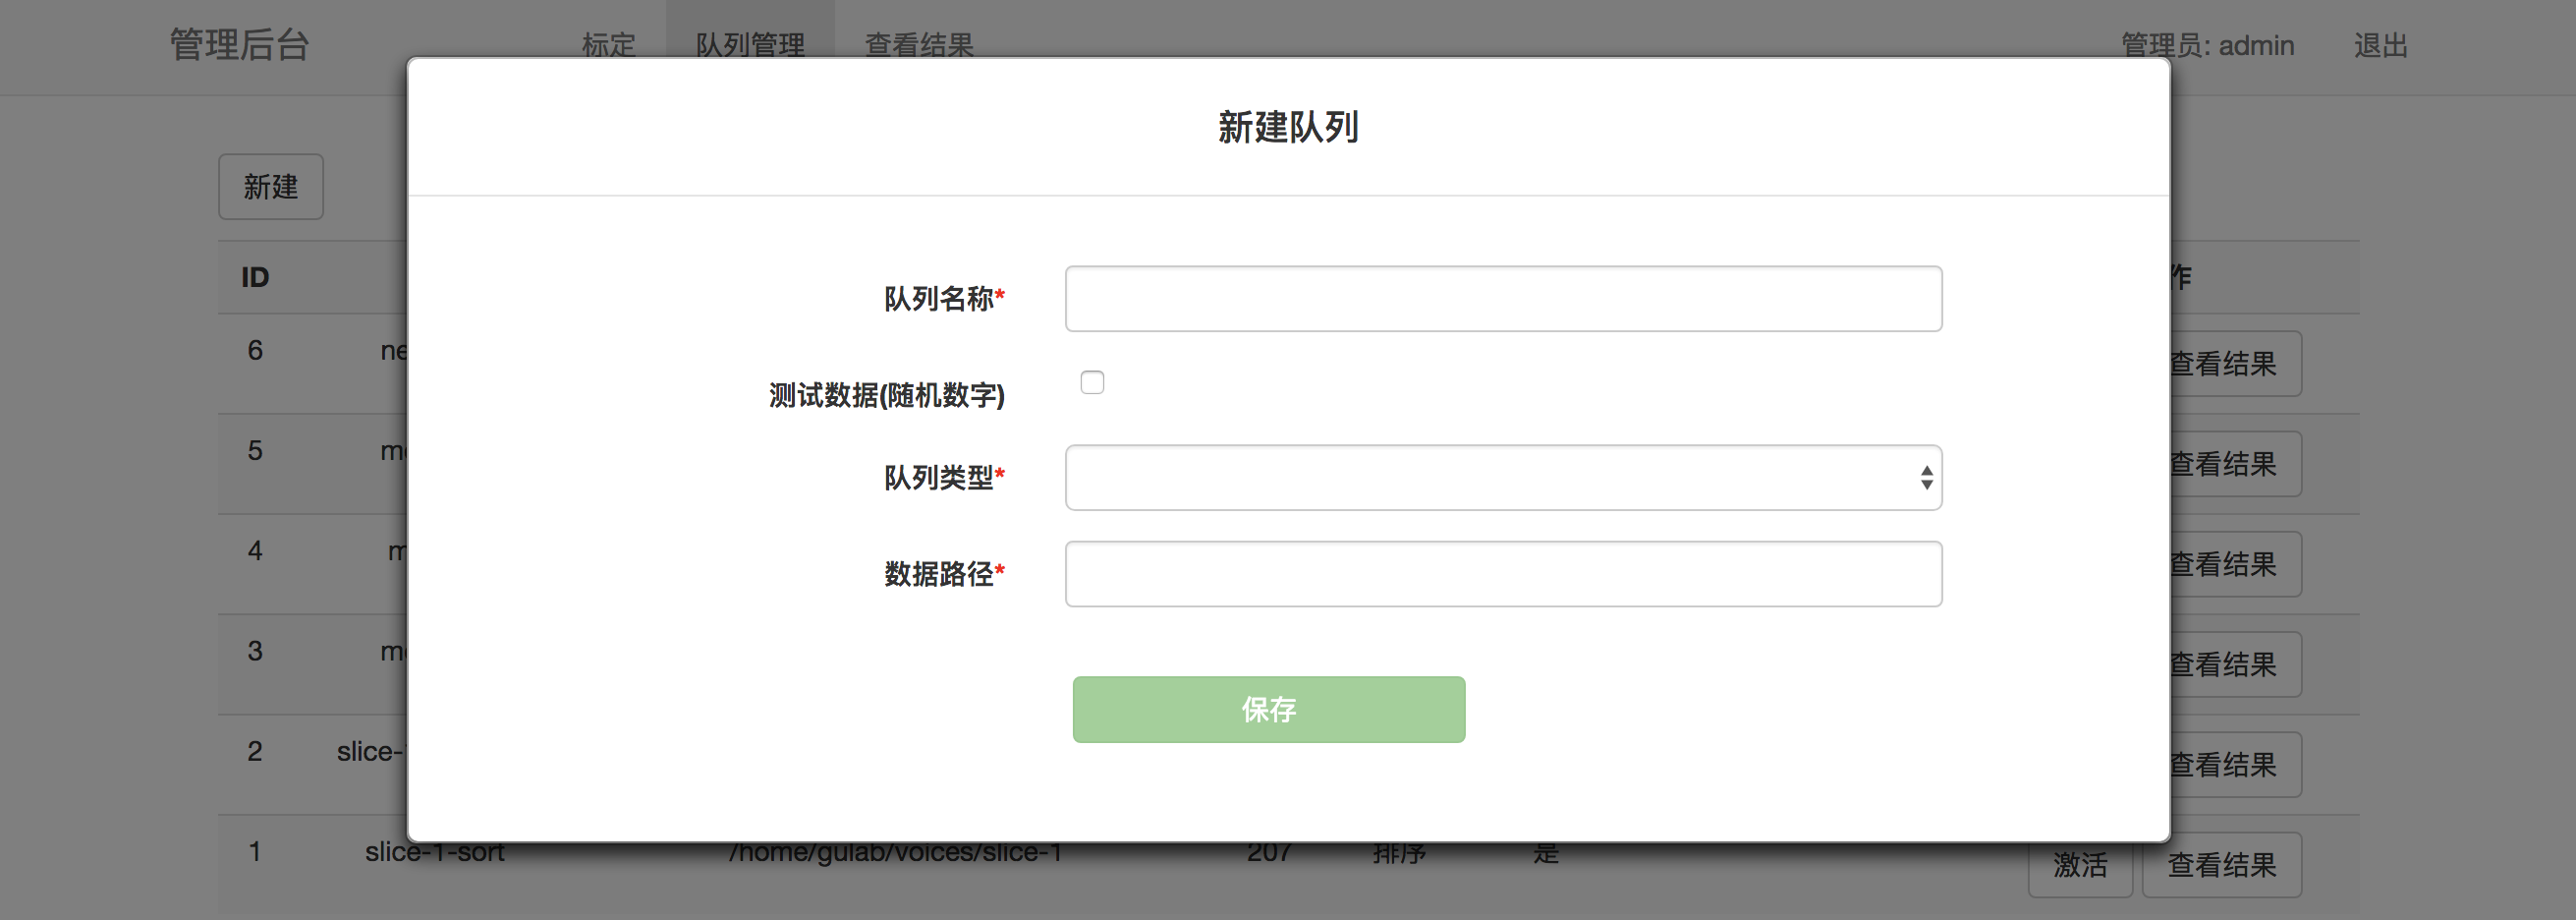 管理后台 标定 队列管理 查看结果 管理员: admin 退出
新建队列
新建
ID 作
队列名称*
6 ne 查看结果
测试数据(随机数字)
5 查看结果
队列类型*
4 查看结果
数据路径*
3 查看结果
保存
2 slice- 查看结果
1 slice-1-sort /home/gulab/voices/slice-1 207 排序 是 激活 查看结果